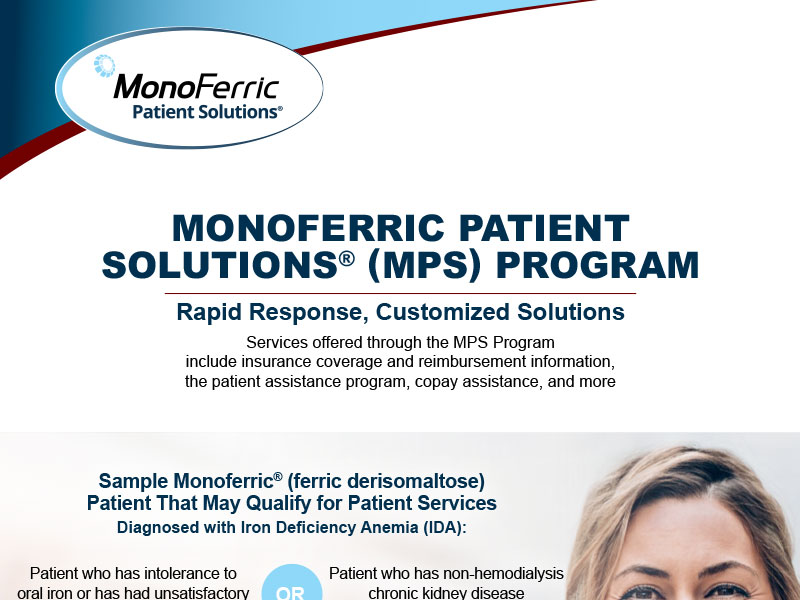 MonoFerric
Patient Solutions®
MONOFERRIC PATIENT
SOLUTIONS® (MPS) PROGRAM
Rapid Response, Customized Solutions
Services offered through the MPS Program
include insurance coverage and reimbursement information,
the patient assistance program, copay assistance, and more
Sample Monoferric® (ferric derisomaltose)
Patient That May Qualify for Patient Services
Diagnosed with Iron Deficiency Anemia (IDA):
Patient who has intolerance to
oral iron or has had unsatisfactory
OR
Patient who has non-hemodialysis
chronic kidney disease